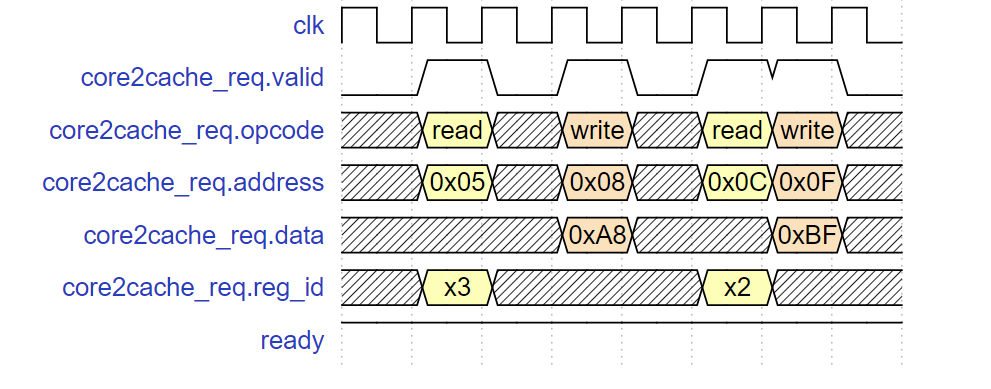 clk
core2cache_req.valid
core2cache_req.opcode read write read write
core2cache_req.address 0x05 0x08 0x0C 0x0F
core2cache_req.data 0xA8 0xBF
core2cache_req.reg_id x3 x2
ready